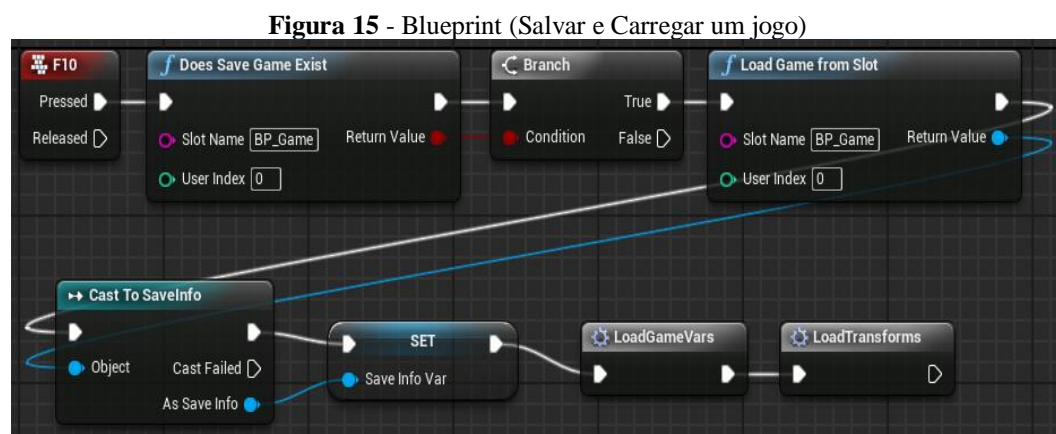 Figura 15 - Blueprint (Salvar e Carregar um jogo)
F10
Pressed
Released
Does Save Game Exist
Slot Name BP_Game Return Value
User Index 0
Branch
True
Condition False
Load Game from Slot
Slot Name BP_Game Return Value
User Index 0
Cast To SaveInfo
Object Cast Failed
As Save Info
SET
Save Info Var
LoadGameVars
LoadTransforms